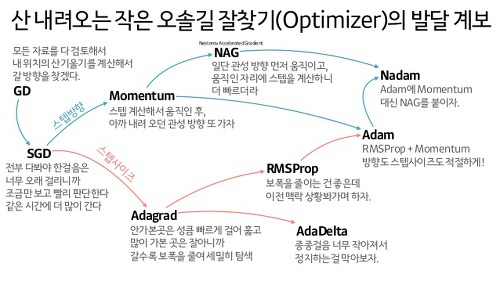 산 내려오는 작은 오솔길 잘찾기(Optimizer)의 발달 계보
모든 자료를 다 검토해서
내 위치의 산기울기를 계산해서
갈 방향을 찾겠다.
GD
Nesterov Accelerated Gradient
NAG
일단 관성 방향 먼저 움직이고,
움직인 자리에 스텝을 계산하니
더 빠르더라
Nadam
Adam에 Momentum
대신 NAG를 붙이자.
Momentum
스텝 계산해서 움직인 후,
아까 내려 오던 관성 방향 또 가자
스텝방향
SGD
전부 다봐야 한걸음은
너무 오래 걸리니까
조금만 보고 빨리 판단한다
같은 시간에 더 많이 간다
스텝사이즈
Adam
RMSProp + Momentum
방향도 스텝사이즈도 적절하게!
RMSProp
보폭을 줄이는 건 좋은데
이전 맥락 상황봐가며 하자.
Adagrad
안가본곳은 성큼 빠르게 걸어 훑고
많이 가본 곳은 잘아니까
갈수록 보폭을 줄여 세밀히 탐색
AdaDelta
종종걸음 너무 작아져서
정지하는걸 막아보자.